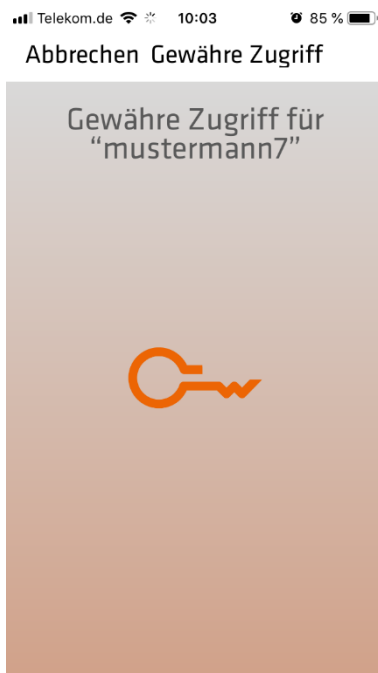 Telekom.de 10:03 85 %
Abbrechen Gewähre Zugriff
Gewähre Zugriff für
“mustermann7”